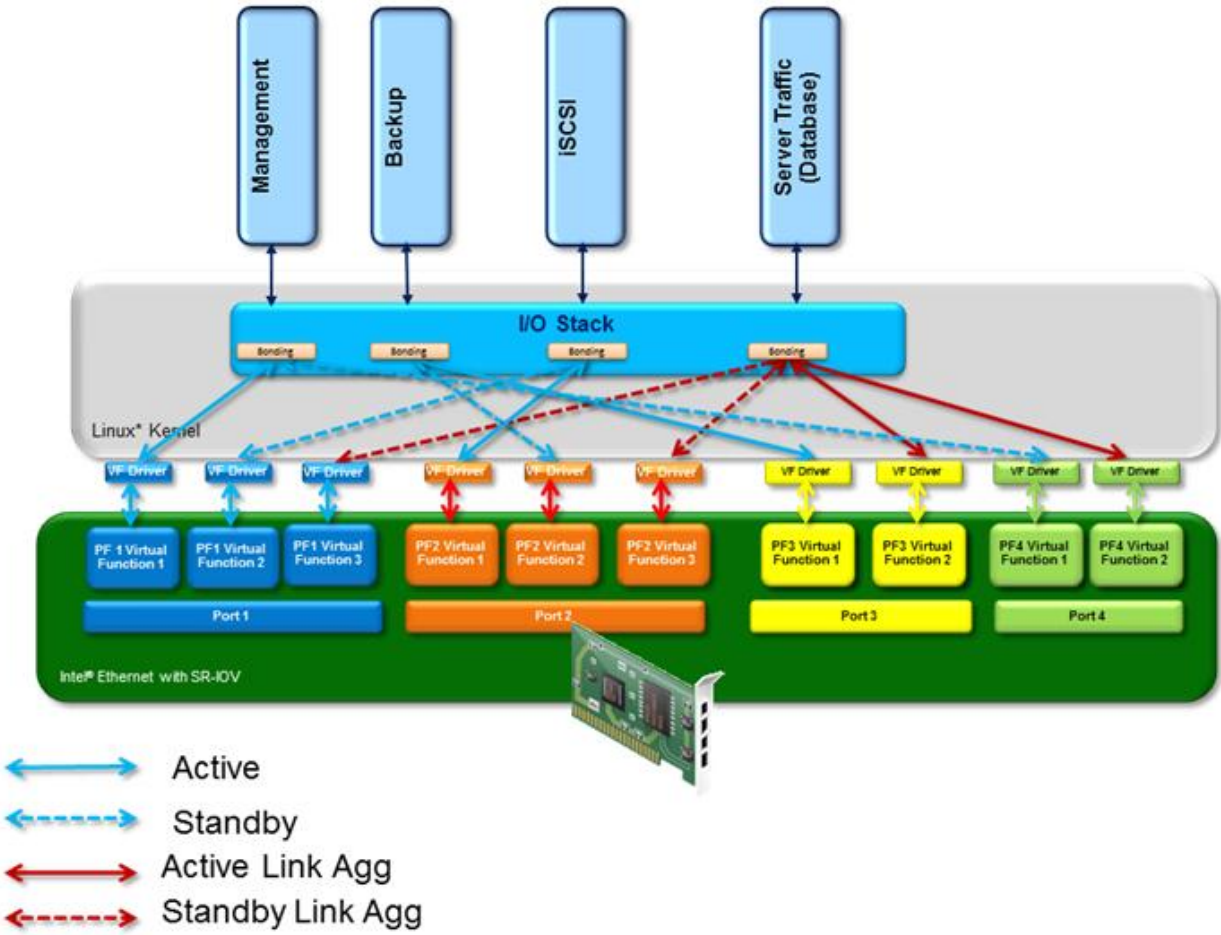 Management
Backup
iSCSI
Server Traffic
(Database)
I/O Stack
Bonding
Bonding
Bonding
Bonding
Linux* Kernel
VF Driver
VF Driver
VF Driver
VF Driver
VF Driver
VF Driver
VF Driver
VF Driver
VF Driver
VF Driver
PF 1 Virtual
Function 1
PF1 Virtual
Function 2
PF1 Virtual
Function 3
PF2 Virtual
Function 1
PF2 Virtual
Function 2
PF2 Virtual
Function 3
PF3 Virtual
Function 1
PF3 Virtual
Function 2
PF4 Virtual
Function 1
PF4 Virtual
Function 2
Port 1
Port 2
Port 3
Port 4
Intel® Ethernet with SR-IOV
Active
Standby
Active Link Agg
Standby Link Agg